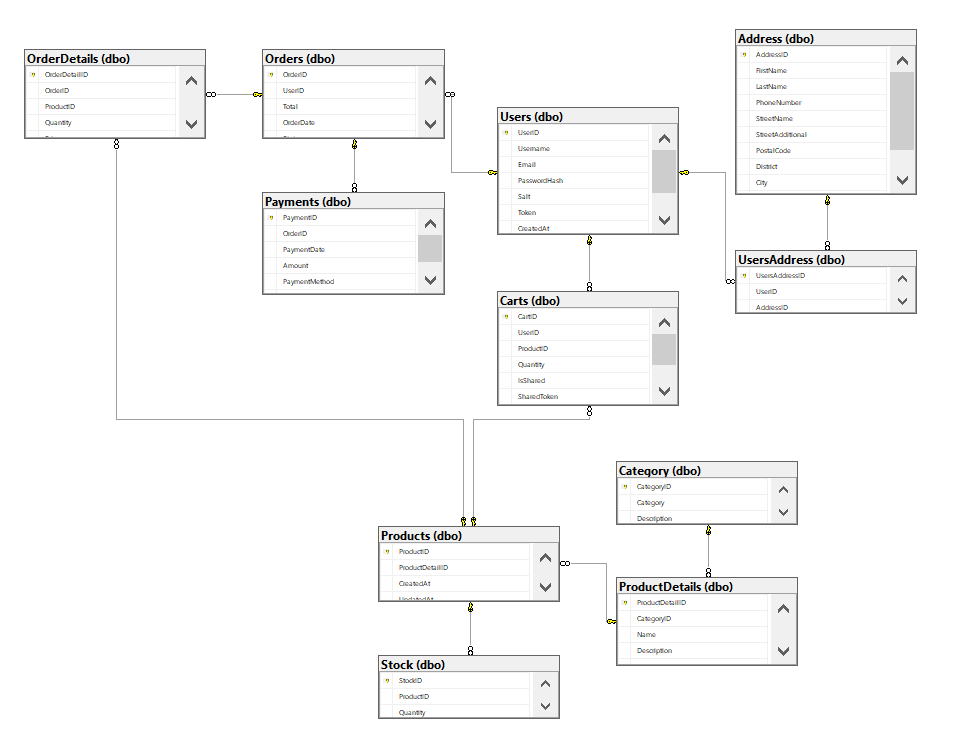 OrderDetails (dbo)
OrderDetailID
OrderID
ProductID
Quantity
Orders (dbo)
OrderID
UserID
Total
OrderDate
Payments (dbo)
PaymentID
OrderID
PaymentDate
Amount
PaymentMethod
Users (dbo)
UserID
Username
Email
PasswordHash
Salt
Token
CreatedAt
Address (dbo)
AddressID
FirstName
LastName
PhoneNumber
StreetName
StreetAdditional
PostalCode
District
City
UsersAddress (dbo)
UsersAddressID
UserID
AddressID
Carts (dbo)
CartID
UserID
ProductID
Quantity
IsShared
SharedToken
Category (dbo)
CategoryID
Category
Description
Products (dbo)
ProductID
ProductDetailID
CreatedAt
UpdatedAt
ProductDetails (dbo)
ProductDetailID
CategoryID
Name
Description
Stock (dbo)
StockID
ProductID
Quantity